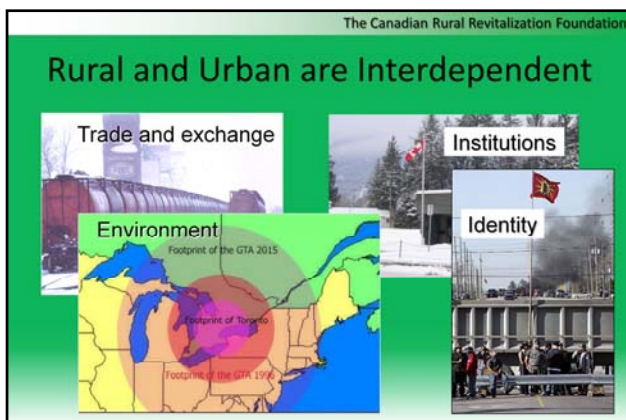 The Canadian Rural Revitalization Foundation
Rural and Urban are Interdependent
Trade and exchange
Institutions
Environment
Identity
Footprint of the GTA 2015
Footprint of Toronto
Footprint of the GTA 1996